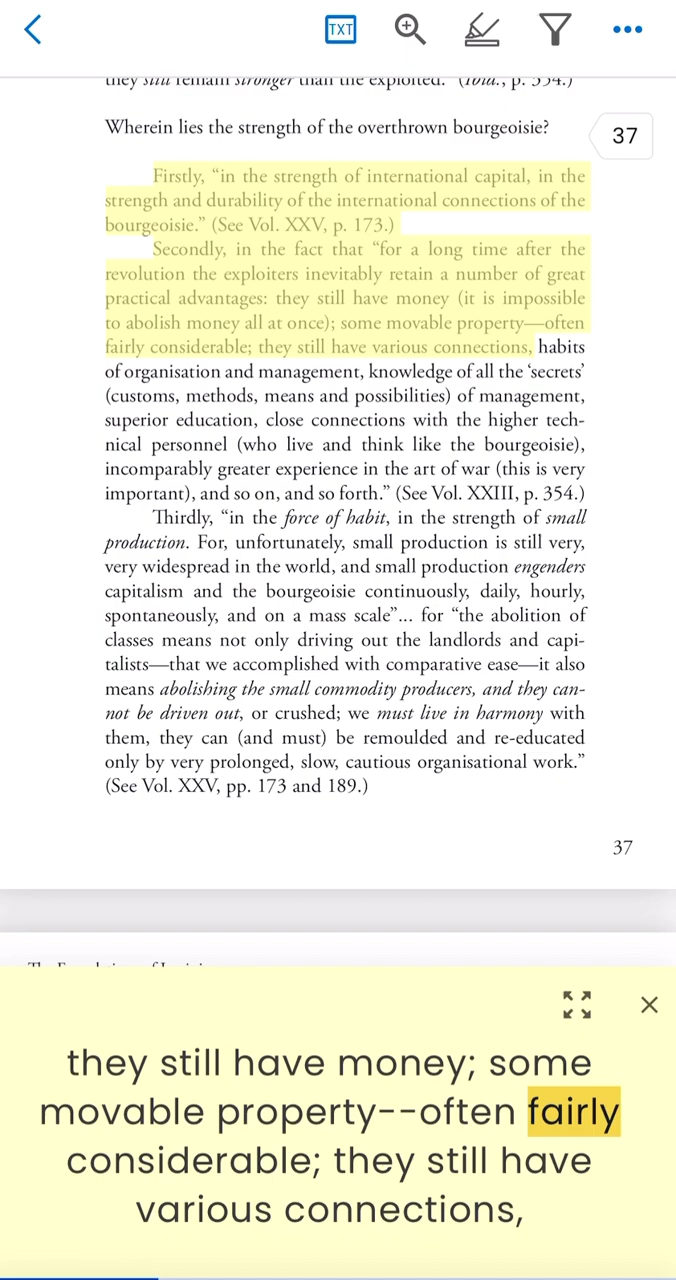 TXT
they still remain stronger than the exploited.” (Ibid., p. 354.)
Wherein lies the strength of the overthrown bourgeoisie?
37
Firstly, “in the strength of international capital, in the
strength and durability of the international connections of the
bourgeoisie.” (See Vol. XXV, p. 173.)
Secondly, in the fact that “for a long time after the
revolution the exploiters inevitably retain a number of great
practical advantages: they still have money (it is impossible
to abolish money all at once); some movable property—often
fairly considerable; they still have various connections, habits
of organisation and management, knowledge of all the ‘secrets’
(customs, methods, means and possibilities) of management,
superior education, close connections with the higher tech-
nical personnel (who live and think like the bourgeoisie),
incomparably greater experience in the art of war (this is very
important), and so on, and so forth.” (See Vol. XXIII, p. 354.)
Thirdly, “in the force of habit, in the strength of small
production. For, unfortunately, small production is still very,
very widespread in the world, and small production engenders
capitalism and the bourgeoisie continuously, daily, hourly,
spontaneously, and on a mass scale”... for “the abolition of
classes means not only driving out the landlords and capi-
talists—that we accomplished with comparative ease—it also
means abolishing the small commodity producers, and they can-
not be driven out, or crushed; we must live in harmony with
them, they can (and must) be remoulded and re-educated
only by very prolonged, slow, cautious organisational work.”
(See Vol. XXV, pp. 173 and 189.)
37
they still have money; some
movable property--often fairly
considerable; they still have
various connections,